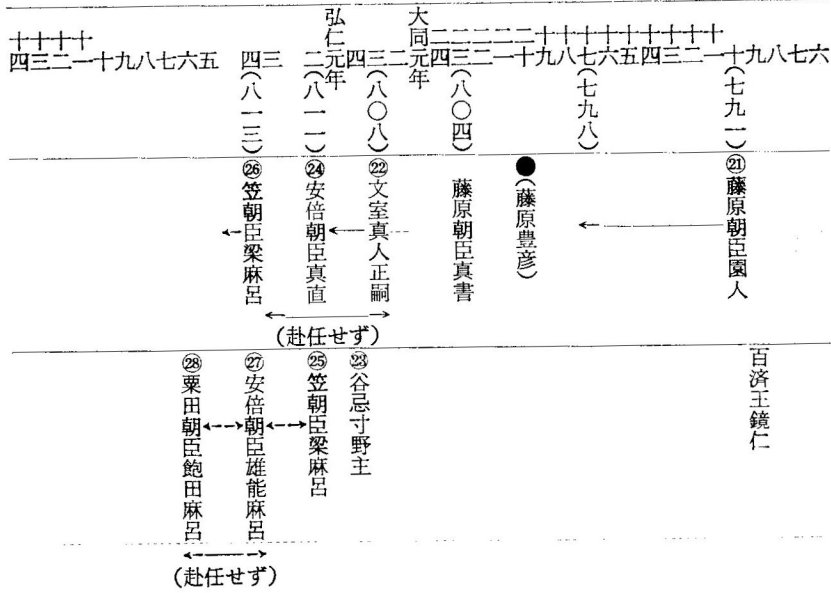 六
七
八
九
十(七九一)
十一
十二
十三
十四
十五
十六
十七(七九八)
十八
十九
二十
二一
二二
二三(八〇四)
二四
大同元年
二
三(八〇八)
四
弘仁元年
二(八一一)
三
四(八一三)
五
六
七
八
九
十
十一
十二
十三
十四
㉑藤原朝臣園人
●(藤原豊彦)
藤原朝臣真書
㉒文室真人正嗣
㉔安倍朝臣真直
㉖笠朝臣梁麻呂
(赴任せず)
百済王鏡仁
㉓谷忌寸野主
㉕笠朝臣梁麻呂
㉗安倍朝臣雄能麻呂
㉘粟田朝臣飽田麻呂
(赴任せず)